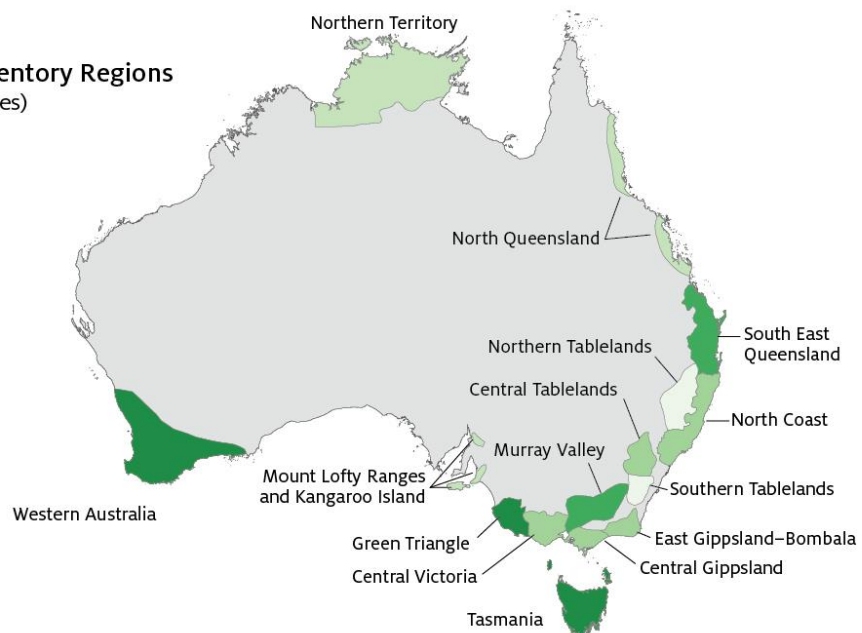 Northern Territory
entory Regions
es)
North Queensland
South East
Queensland
Northern Tablelands
Central Tablelands
North Coast
Murray Valley
Mount Lofty Ranges
and Kangaroo Island
Southern Tablelands
Western Australia
Green Triangle
East Gippsland–Bombala
Central Victoria
Central Gippsland
Tasmania